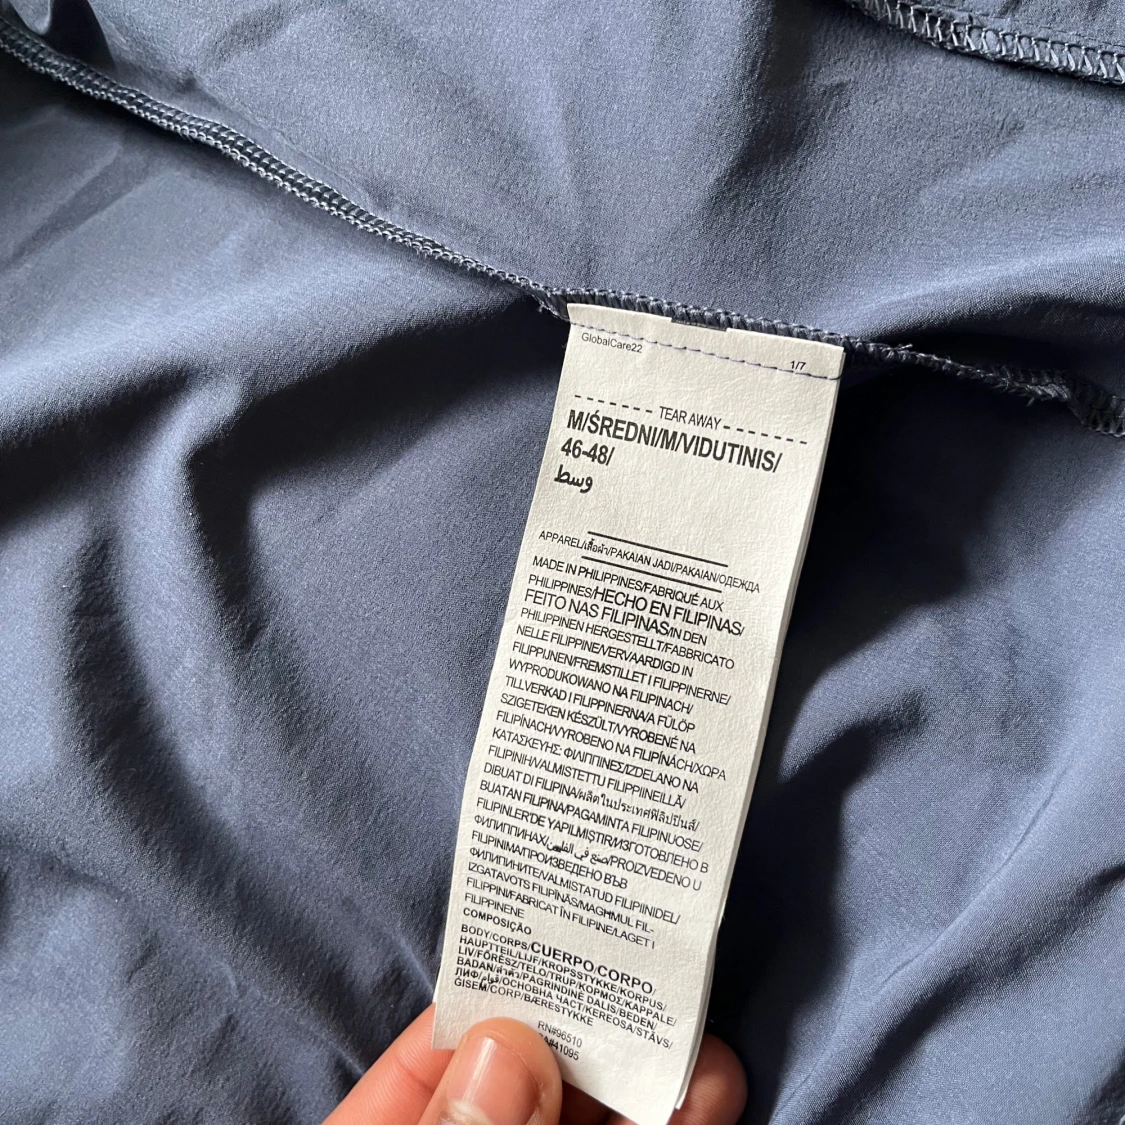 GlobalCare22
1/7
TEAR AWAY
M/ŚREDNI/M/VIDUTINIS/
46-48/
وسط
APPAREL/เสื้อผ้า/PAKAIAN JADI/PAKAIAN/ОДЕЖДА
MADE IN PHILIPPINES/FABRIQUÉ AUX
PHILIPPINES/HECHO EN FILIPINAS/
FEITO NAS FILIPINAS/IN DEN
PHILIPPINEN HERGESTELLT/FABBRICATO
NELLE FILIPPINE/VERVAARDIGD IN
FILIPPIJNEN/FREMSTILLET I FILIPPINERNE/
WYPRODUKOWANO NA FILIPINACH/
TILLVERKAD I FILIPPINERNA/A FÜLÖP
SZIGETEKEN KÉSZÜLT/VYROBENÉ NA
FILIPÍNACH/VYROBENO NA FILIPÍNÁCH/ΧΩΡΑ
ΚΑΤΑΣΚΕΥΗΣ: ΦΙΛΙΠΠΙΝΕΣ/IZDELANO NA
FILIPINIH/VALMISTETTU FILIPPIINEILLÄ/
DIBUAT DI FILIPINA/ผลิตในประเทศฟิลิปปินส์/
BUATAN FILIPINA/PAGAMINTA FILIPINUOSE/
FILIPINLER'DE YAPILMIŞTIR/ИЗГОТОВЛЕНО В
ФИЛИППИНАХ/صنع في الفلبين/PROIZVEDENO U
FILIPINIMA/ПРОИЗВЕДЕНО ВЪВ
ФИЛИПИНИТЕ/VALMISTATUD FILIPIINIDEL/
IZGATAVOTS FILIPĪNĀS/MAGHMUL FIL-
FILIPPINI/FABRICAT ÎN FILIPINE/LAGET I
FILIPPINENE
COMPOSIÇÃO
BODY/CORPS/CUERPO/CORPO/
HAUPTTEIL/LIJF/KROPSSTYKKE/KORPUS/
LIV/FŐRÉSZ/TELO/TRUP/ΚΟΡΜΟΣ/KAPPALE/
BADAN/ลำตัว/PAGRINDINĖ DALIS/BEDEN/
ЛИФ/قوام/ОСНОВНА ЧАСТ/KEREOSA/STĀVS/
ĠISEM/CORP/BÆRESTYKKE
RN#96510
#41095